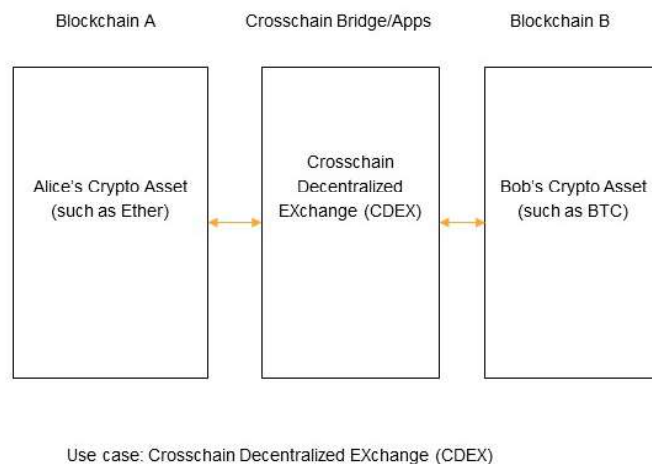 Blockchain A
Crosschain Bridge/Apps
Blockchain B
Alice's Crypto Asset
(such as Ether)
Crosschain
Decentralized
EXchange (CDEX)
Bob's Crypto Asset
(such as BTC)
Use case: Crosschain Decentralized EXchange (CDEX)